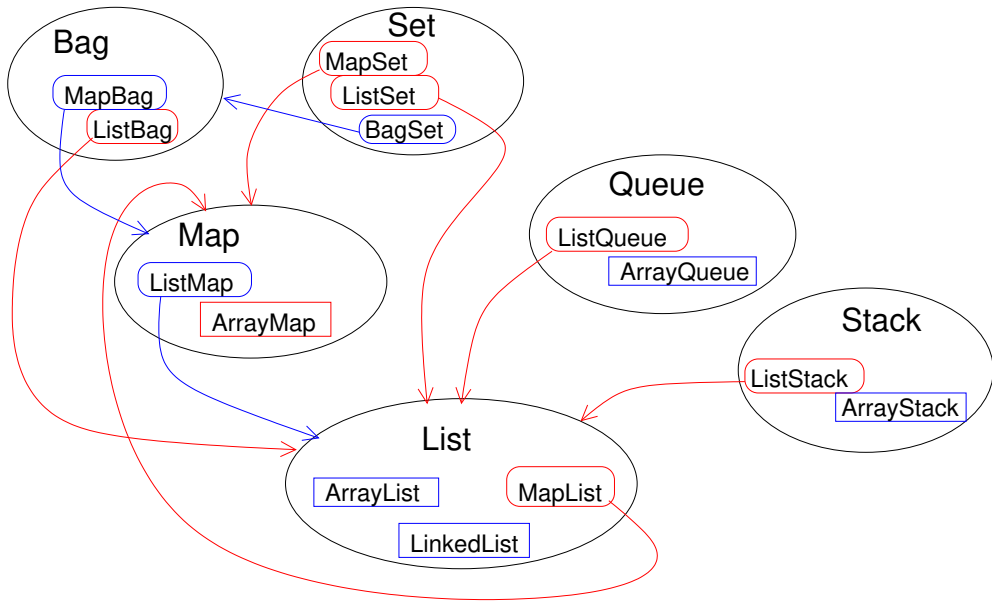 Bag
MapBag
ListBag
Set
MapSet
ListSet
BagSet
Map
ListMap
ArrayMap
Queue
ListQueue
ArrayQueue
Stack
ListStack
ArrayStack
List
ArrayList
MapList
LinkedList